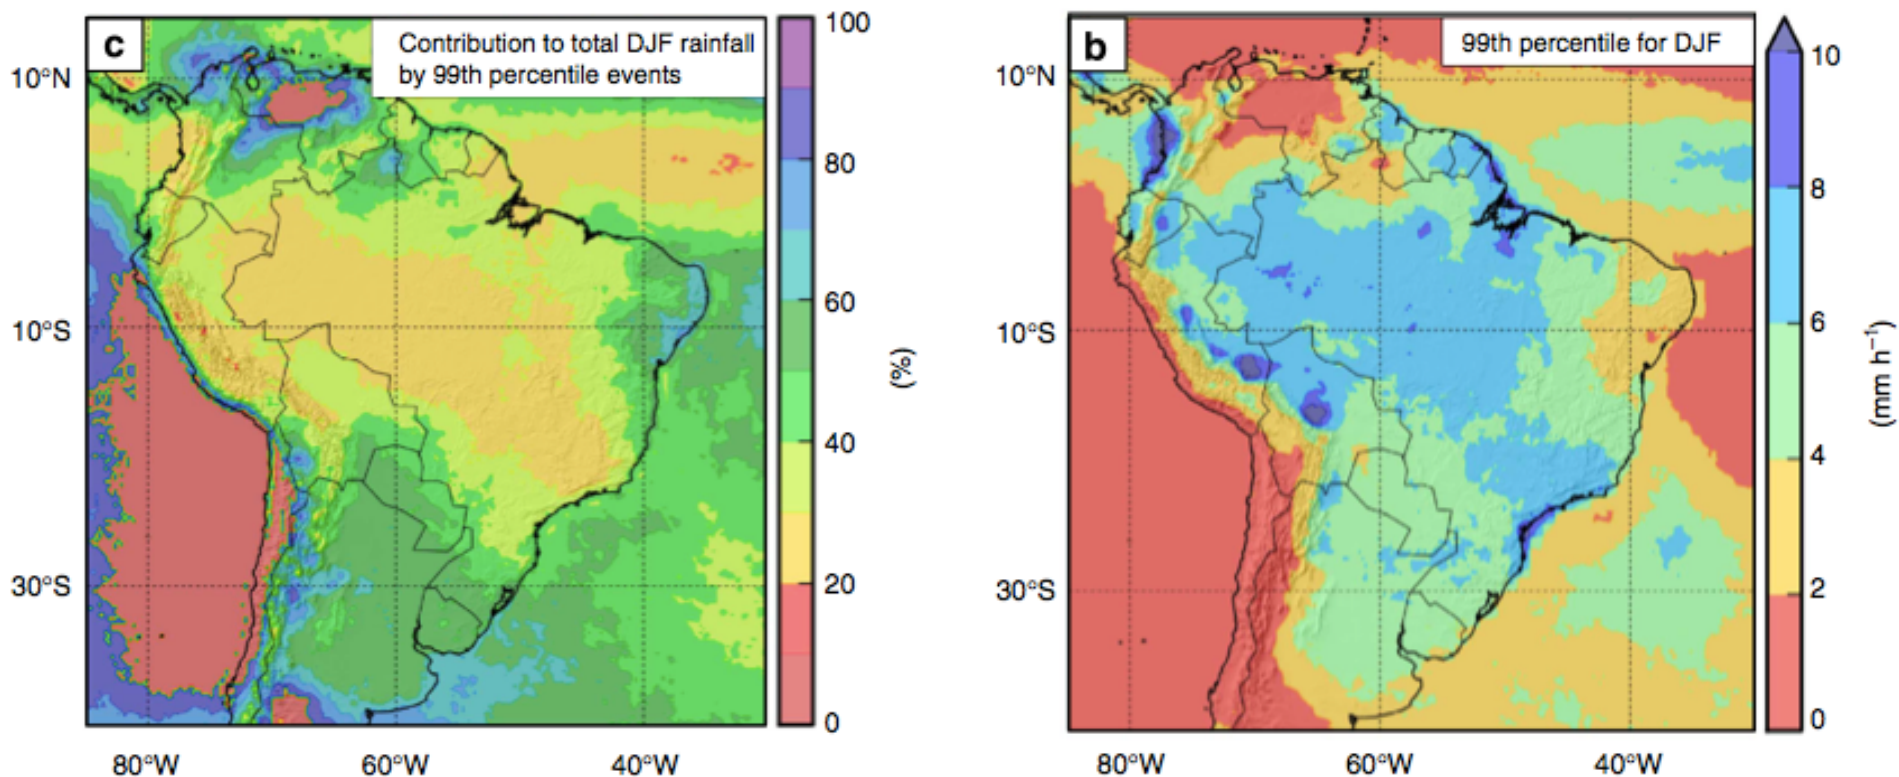 c
Contribution to total DJF rainfall
by 99th percentile events
10°N
10°S
30°S
80°W
60°W
40°W
100
80
60
40
20
0
(%)
b
99th percentile for DJF
10°N
10°S
30°S
80°W
60°W
40°W
10
8
6
4
2
0
(mm h⁻¹)